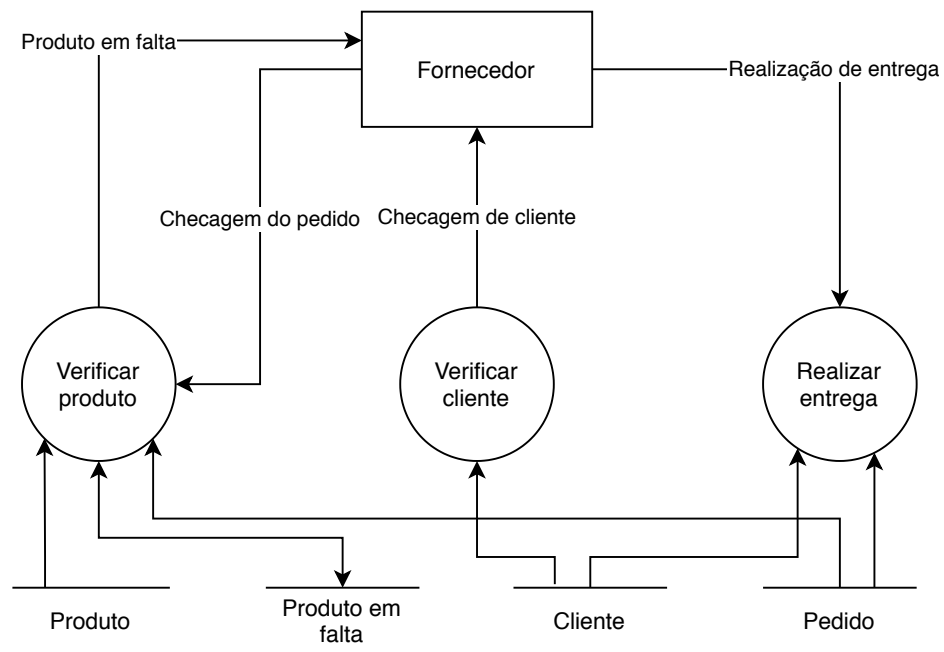 Produto em falta
Fornecedor
Realização de entrega
Checagem do pedido
Checagem de cliente
Verificar
produto
Verificar
cliente
Realizar
entrega
Produto
Produto em
falta
Cliente
Pedido